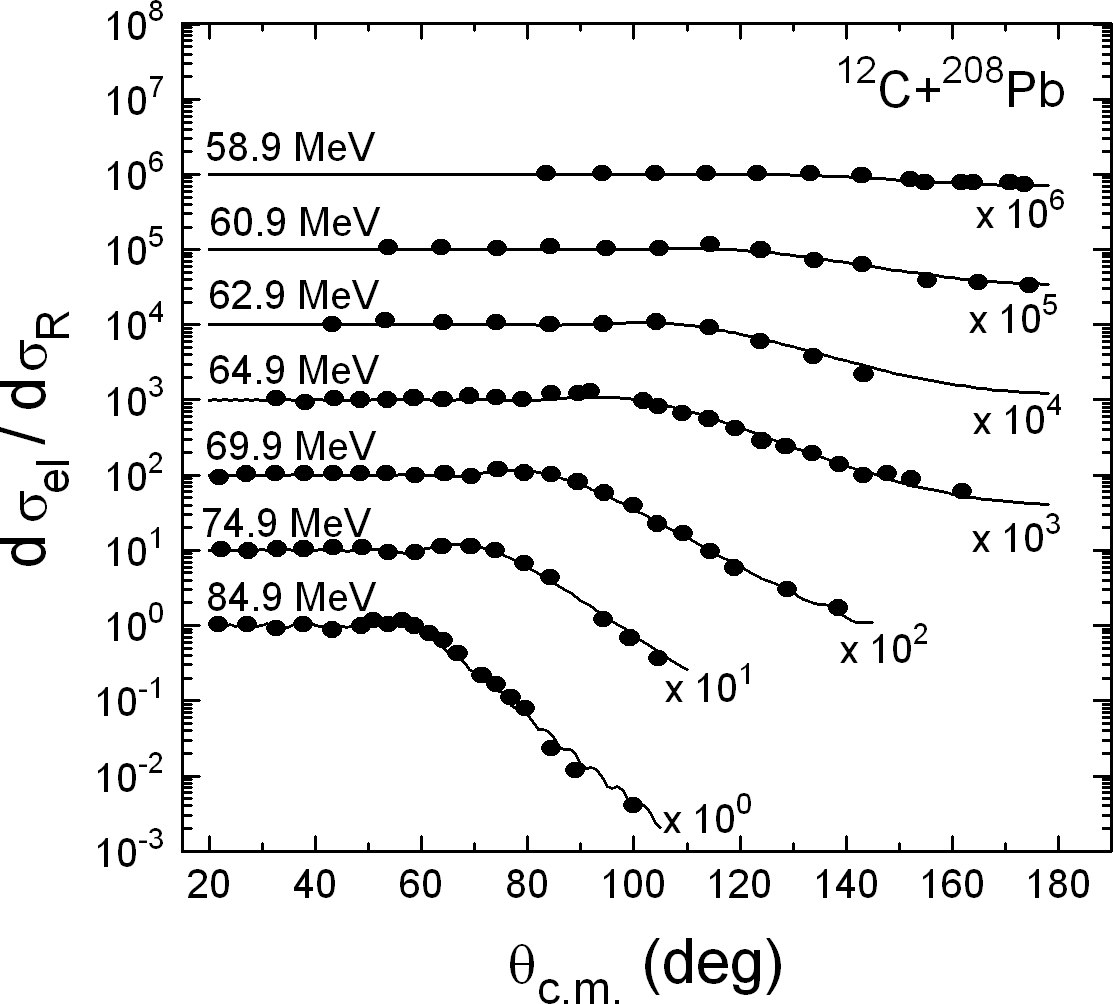 10⁸
10⁷
10⁶
10⁵
10⁴
10³
10²
10¹
10⁰
10⁻¹
10⁻²
10⁻³
dσel / dσR
¹²C+²⁰⁸Pb
58.9 MeV
x 10⁶
60.9 MeV
x 10⁵
62.9 MeV
x 10⁴
64.9 MeV
x 10³
69.9 MeV
x 10²
74.9 MeV
x 10¹
84.9 MeV
x 10⁰
20 40 60 80 100 120 140 160 180
θc.m. (deg)